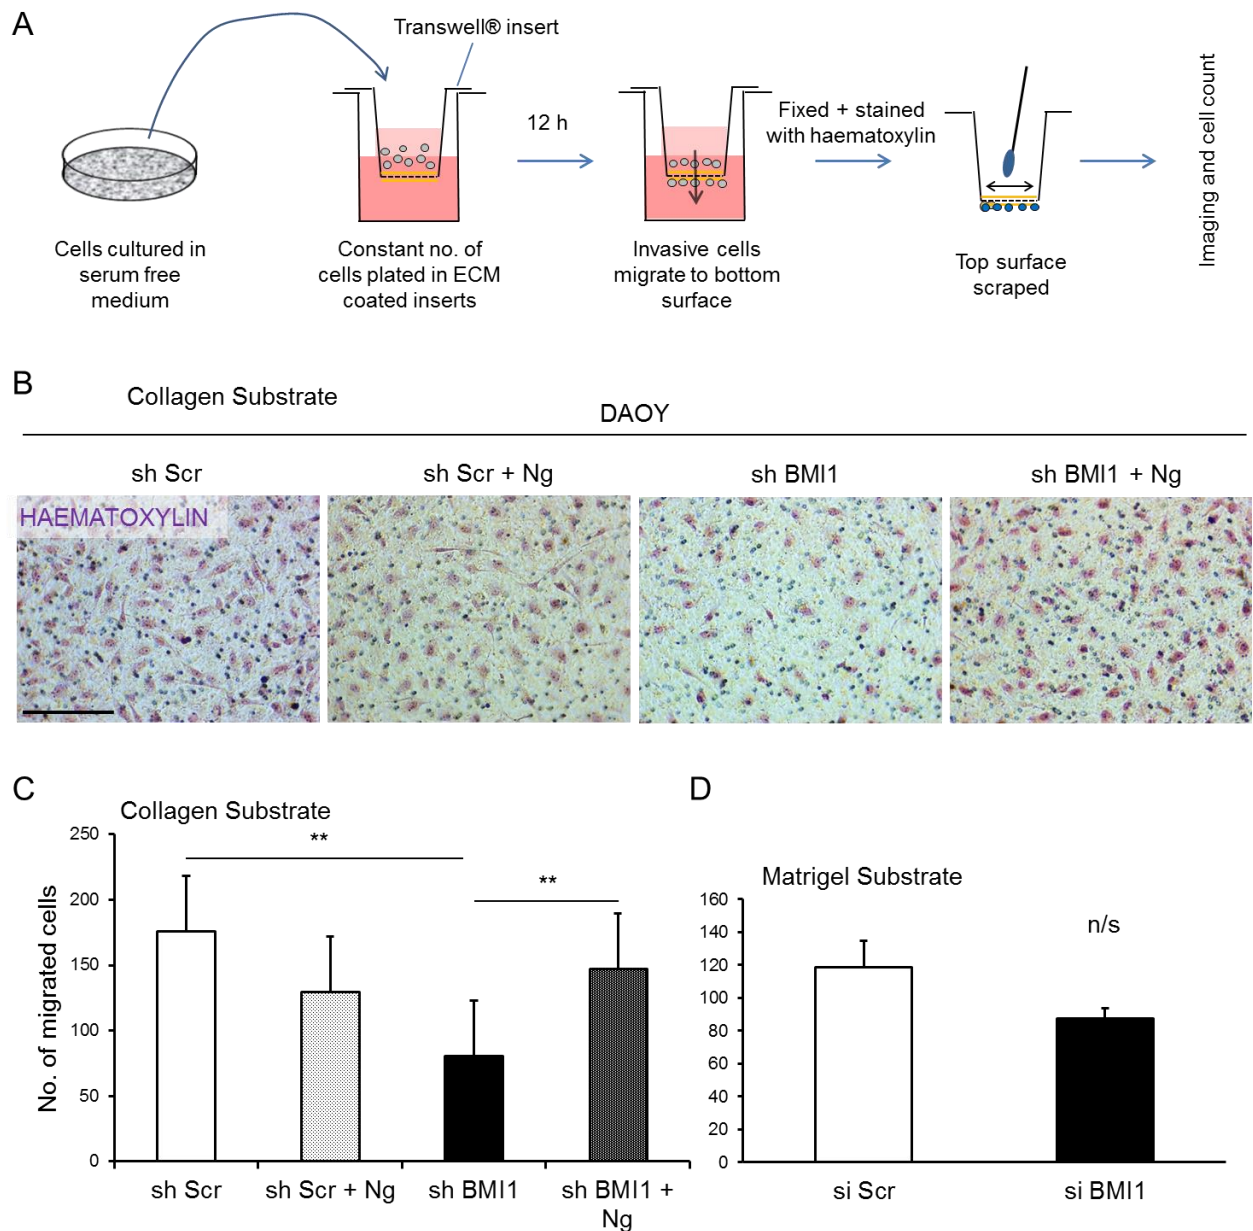 A
Transwell® insert
12 h
Fixed + stained
with haematoxylin
Imaging and cell count
Cells cultured in
serum free
medium
Constant no. of
cells plated in ECM
coated inserts
Invasive cells
migrate to bottom
surface
Top surface
scraped
B
Collagen Substrate
DAOY
sh Scr
sh Scr + Ng
sh BMI1
sh BMI1 + Ng
HAEMATOXYLIN
C
Collagen Substrate
No. of migrated cells
250
200
150
100
50
0
**
**
sh Scr
sh Scr + Ng
sh BMI1
sh BMI1 +
Ng
D
Matrigel Substrate
160
140
120
100
80
60
40
20
0
n/s
si Scr
si BMI1